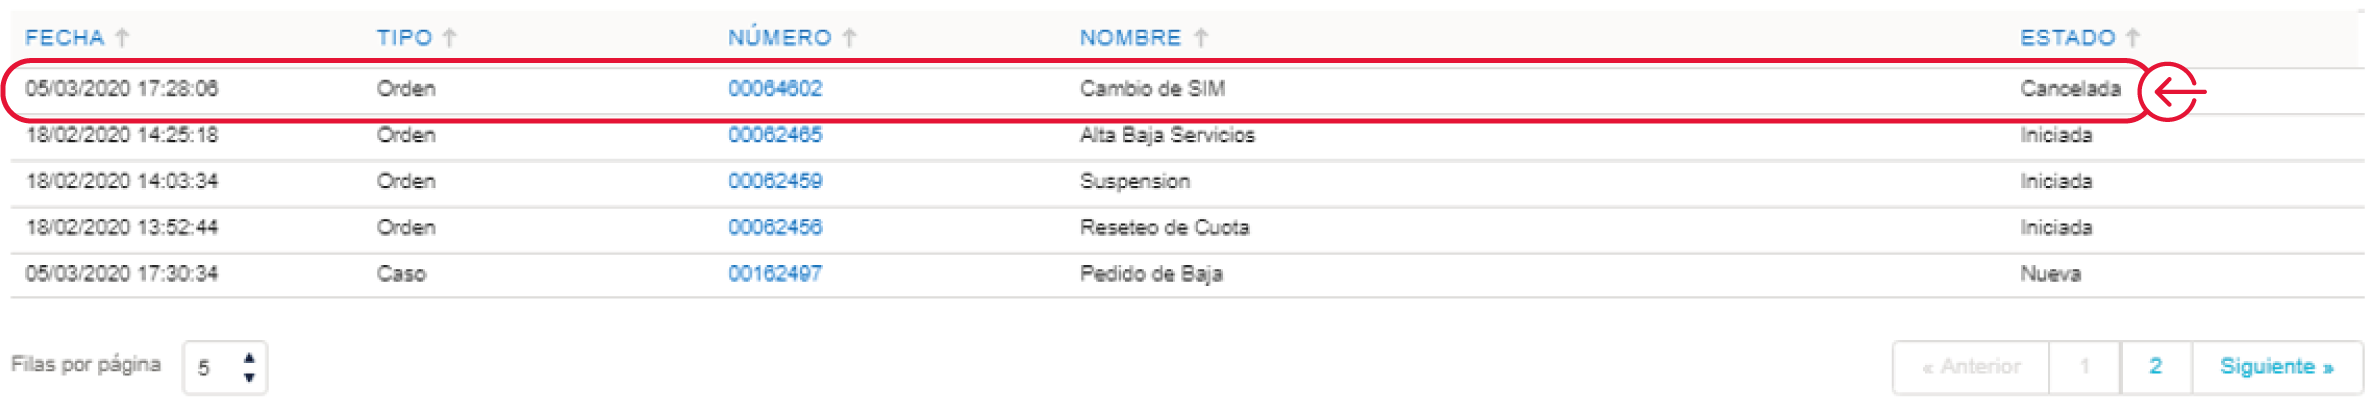 FECHA ↑ TIPO ↑ NÚMERO ↑ NOMBRE ↑ ESTADO ↑
05/03/2020 17:28:06 Orden 00064602 Cambio de SIM Cancelada
18/02/2020 14:25:18 Orden 00062465 Alta Baja Servicios Iniciada
18/02/2020 14:03:34 Orden 00062459 Suspension Iniciada
18/02/2020 13:52:44 Orden 00062456 Reseteo de Cuota Iniciada
05/03/2020 17:30:34 Caso 00162497 Pedido de Baja Nueva
Filas por página 5 « Anterior 1 2 Siguiente »